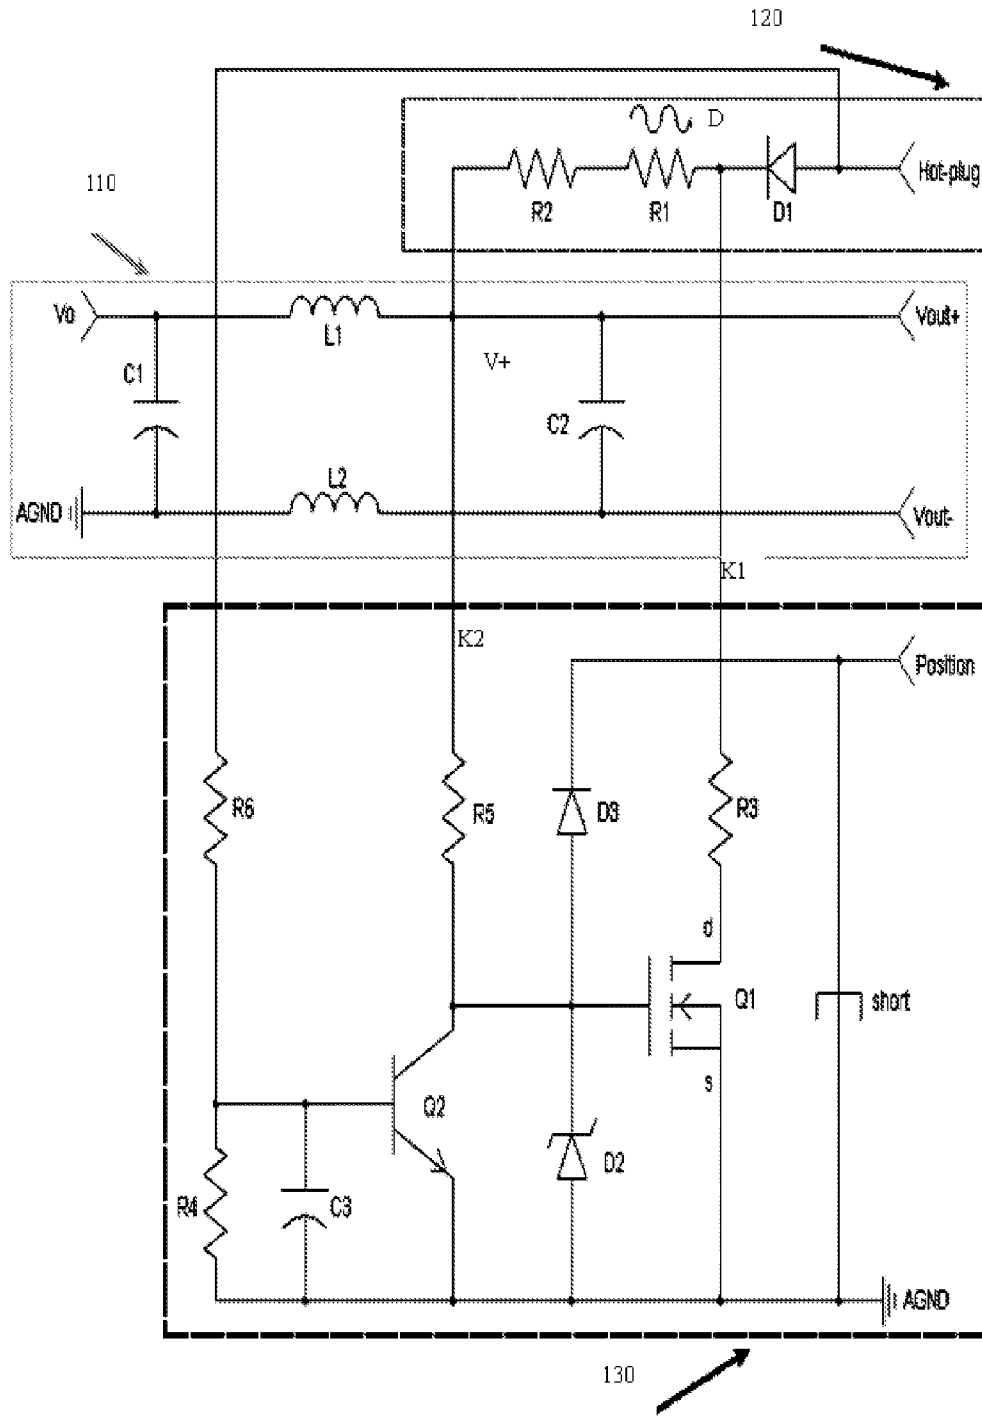 120
D
Hot-plug
R2
R1
D1
110
Vo
L1
Vout+
C1
V+
C2
L2
AGND
Vout-
K1
K2
Position
R6
R5
D3
R3
d
Q1
short
s
Q2
D2
R4
C3
AGND
130